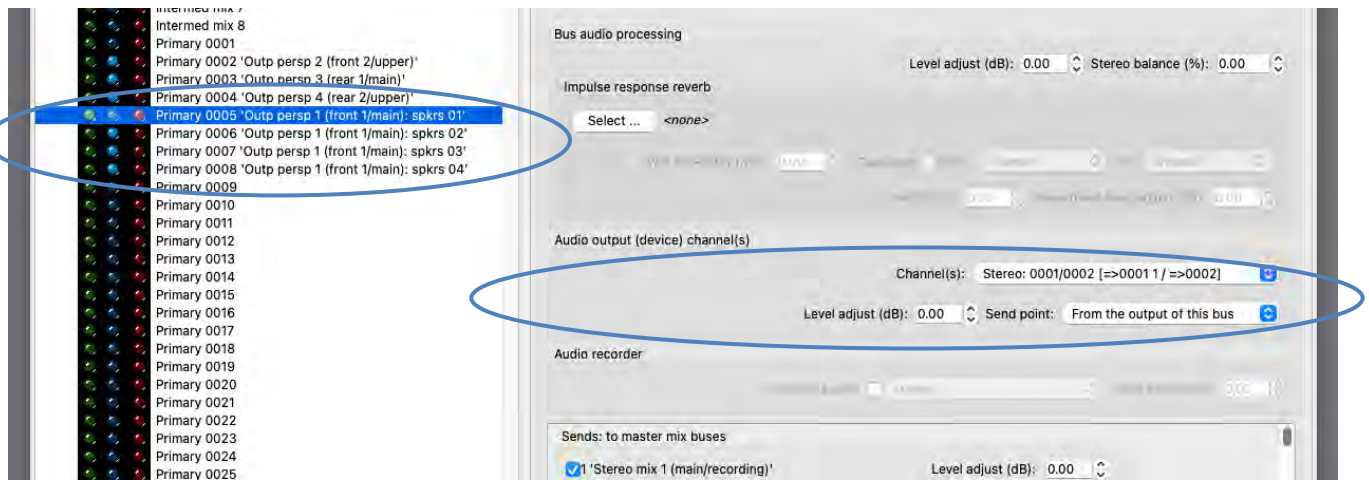 Intermed mix 7
Intermed mix 8
Primary 0001
Primary 0002 'Outp persp 2 (front 2/upper)'
Primary 0003 'Outp persp 3 (rear 1/main)'
Primary 0004 'Outp persp 4 (rear 2/upper)'
Primary 0005 'Outp persp 1 (front 1/main): spkrs 01'
Primary 0006 'Outp persp 1 (front 1/main): spkrs 02'
Primary 0007 'Outp persp 1 (front 1/main): spkrs 03'
Primary 0008 'Outp persp 1 (front 1/main): spkrs 04'
Primary 0009
Primary 0010
Primary 0011
Primary 0012
Primary 0013
Primary 0014
Primary 0015
Primary 0016
Primary 0017
Primary 0018
Primary 0019
Primary 0020
Primary 0021
Primary 0022
Primary 0023
Primary 0024
Primary 0025
Bus audio processing
Level adjust (dB): 0.00 Stereo balance (%): 0.00
Impulse response reverb
Select ... <none>
Audio output (device) channel(s)
Channel(s): Stereo: 0001/0002 [=>0001 1 / =>0002]
Level adjust (dB): 0.00 Send point: From the output of this bus
Audio recorder
Sends: to master mix buses
1 'Stereo mix 1 (main/recording)' Level adjust (dB): 0.00